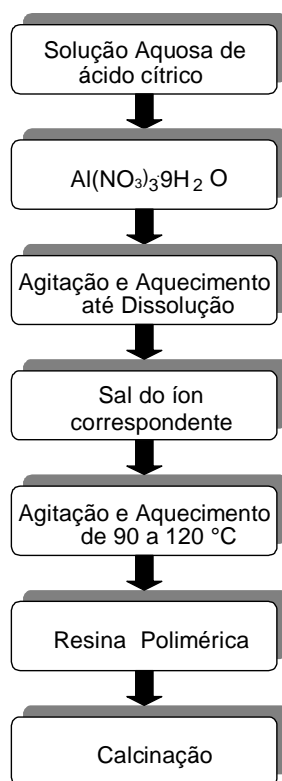 Solução Aquosa de
ácido cítrico
Al(NO₃)₃·9H₂ O
Agitação e Aquecimento
até Dissolução
Sal do íon
correspondente
Agitação e Aquecimento
de 90 a 120 °C
Resina Polimérica
Calcinação